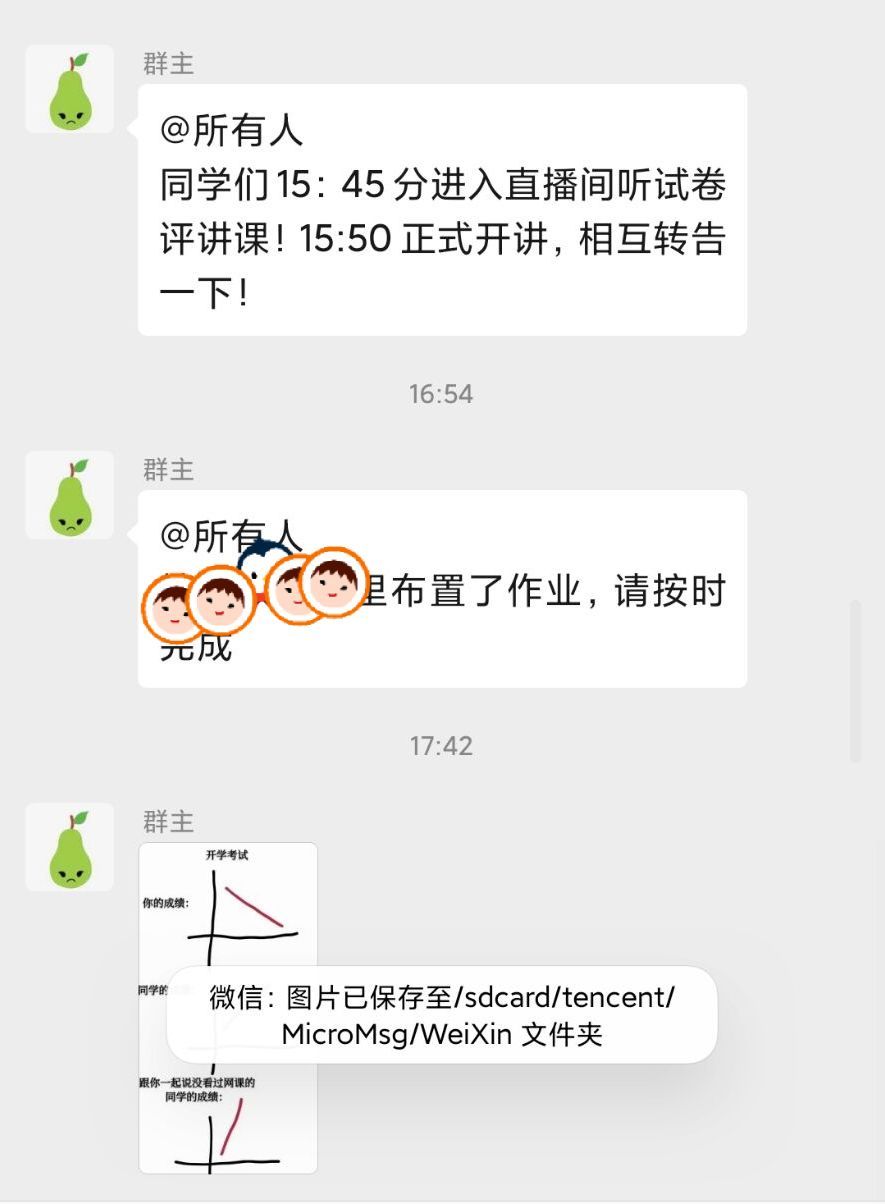 群主
@所有人
同学们15：45分进入直播间听试卷
评讲课！15:50正式开讲，相互转告
一下！
16:54
群主
@所有人
里布置了作业，请按时
完成
17:42
群主
开学考试
你的成绩：
同学的
微信：图片已保存至/sdcard/tencent/
MicroMsg/WeiXin 文件夹
跟你一起说没看过网课的
同学的成绩：